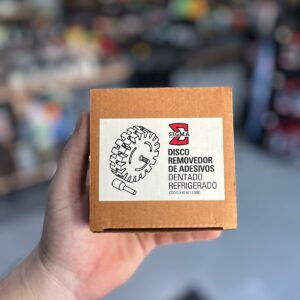 SIGMA
DISCO
REMOVEDOR
DE ADESIVOS
DENTADO
REFRIGERADO